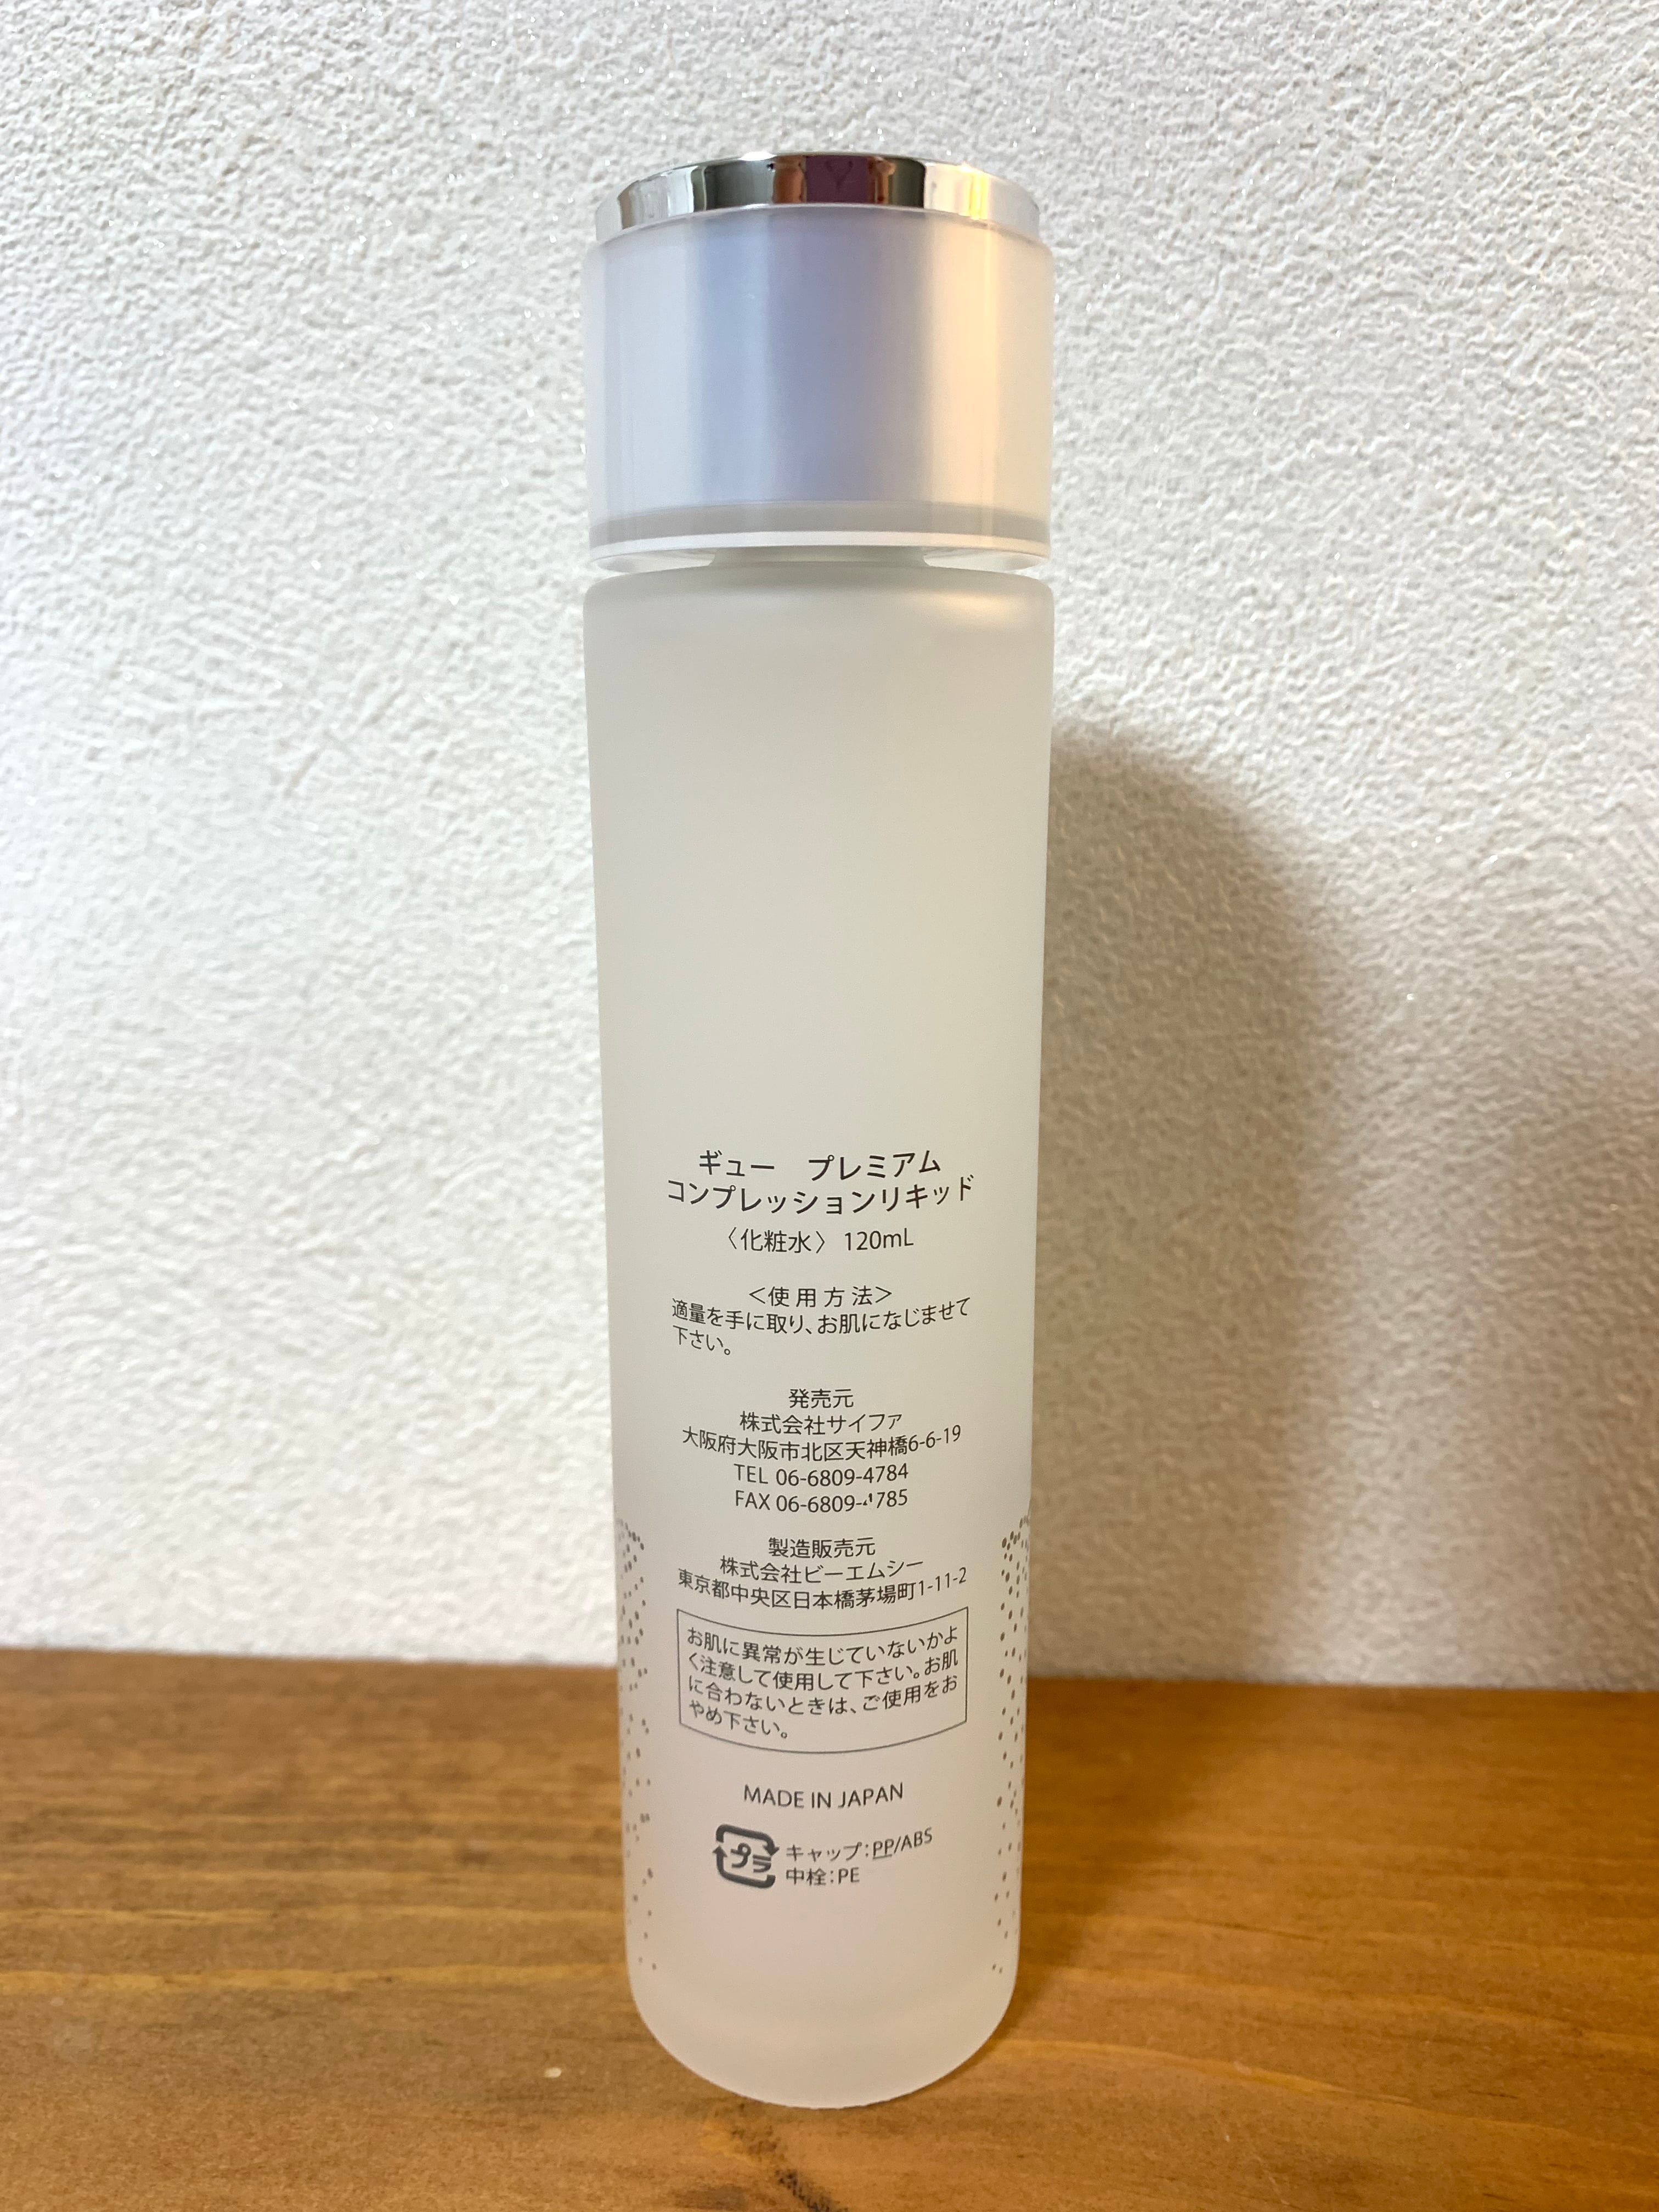 ギュー　プレミアム
コンプレッションリキッド
〈化粧水〉 120mL
＜使用方法＞
適量を手に取り、お肌になじませて
下さい。
発売元
株式会社サイファ
大阪府大阪市北区天神橋6-6-19
TEL 06-6809-4784
FAX 06-6809-4785
製造販売元
株式会社ビーエムシー
東京都中央区日本橋茅場町1-11-2
お肌に異常が生じていないかよ
く注意して使用して下さい。お肌
に合わないときは、ご使用をお
やめ下さい。
MADE IN JAPAN
プラ キャップ:PP/ABS
中栓:PE